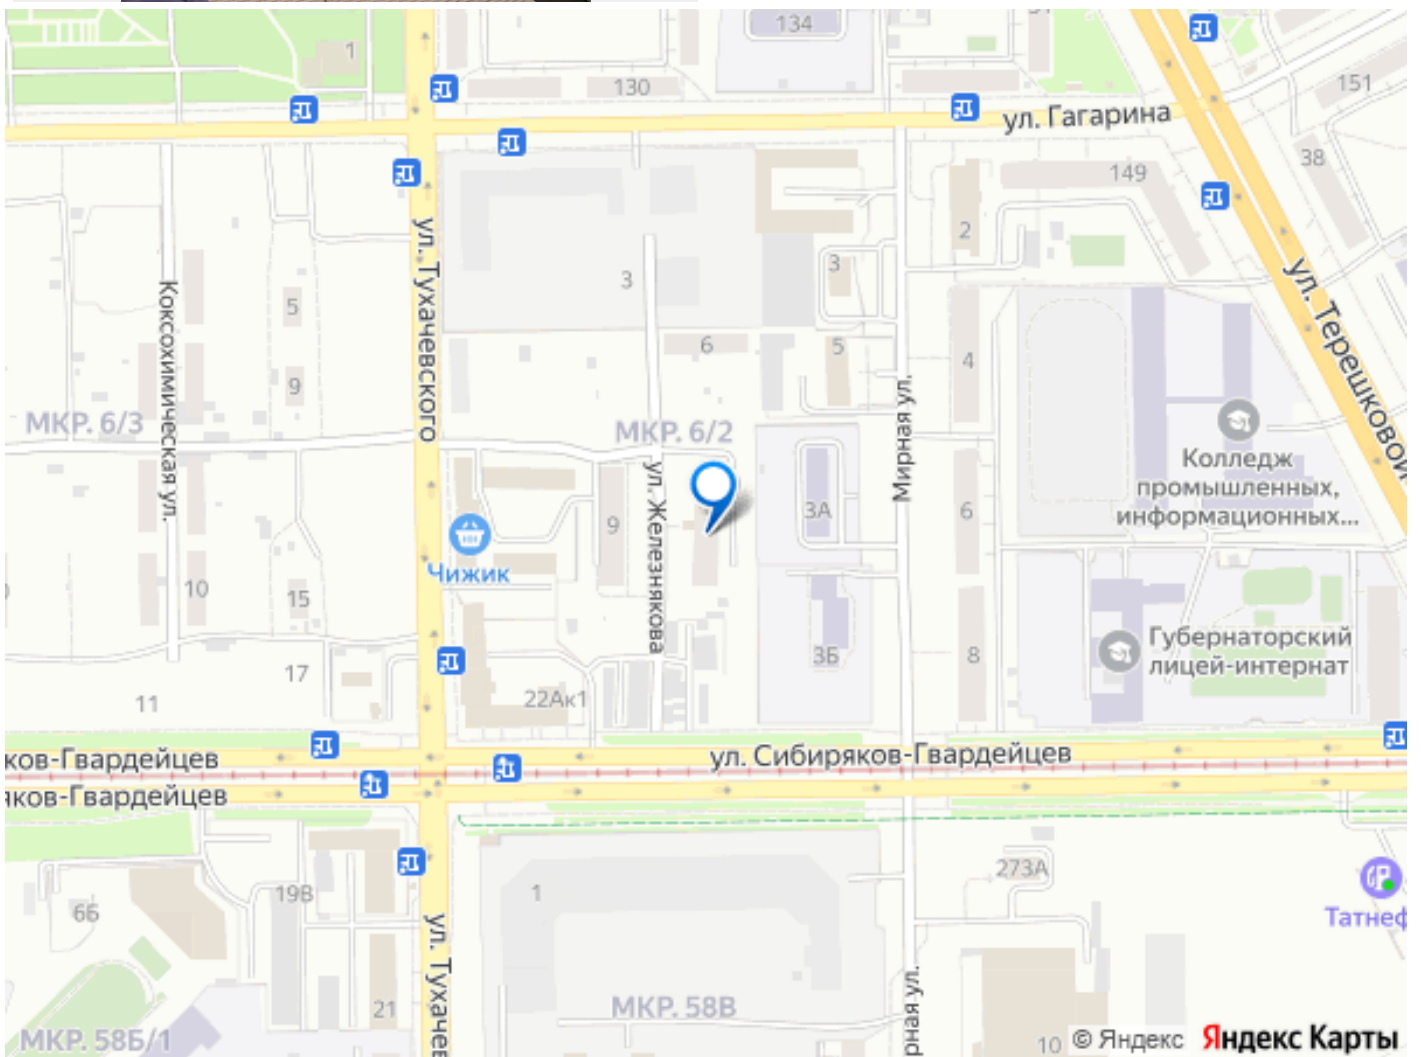 134
1
130
151
ул. Гагарина
38
149
2
3
3
ул. Тухачевского
ул. Терешковой
Коксохимическая ул.
5
6
5
4
9
Мирная ул.
МКР. 6/3
МКР. 6/2
ул. Железнякова
Колледж
промышленных,
информационных...
9
3А
6
Чижик
10
15
Губернаторский
лицей-интернат
3Б
8
17
22Ак1
11
ков-Гвардейцев
ул. Сибиряков-Гвардейцев
яков-Гвардейцев
273А
1
19В
6Б
Татнеф
ул. Тухачев
рная ул.
21
МКР. 58В
МКР. 58Б/1
10
© Яндекс Яндекс Карты